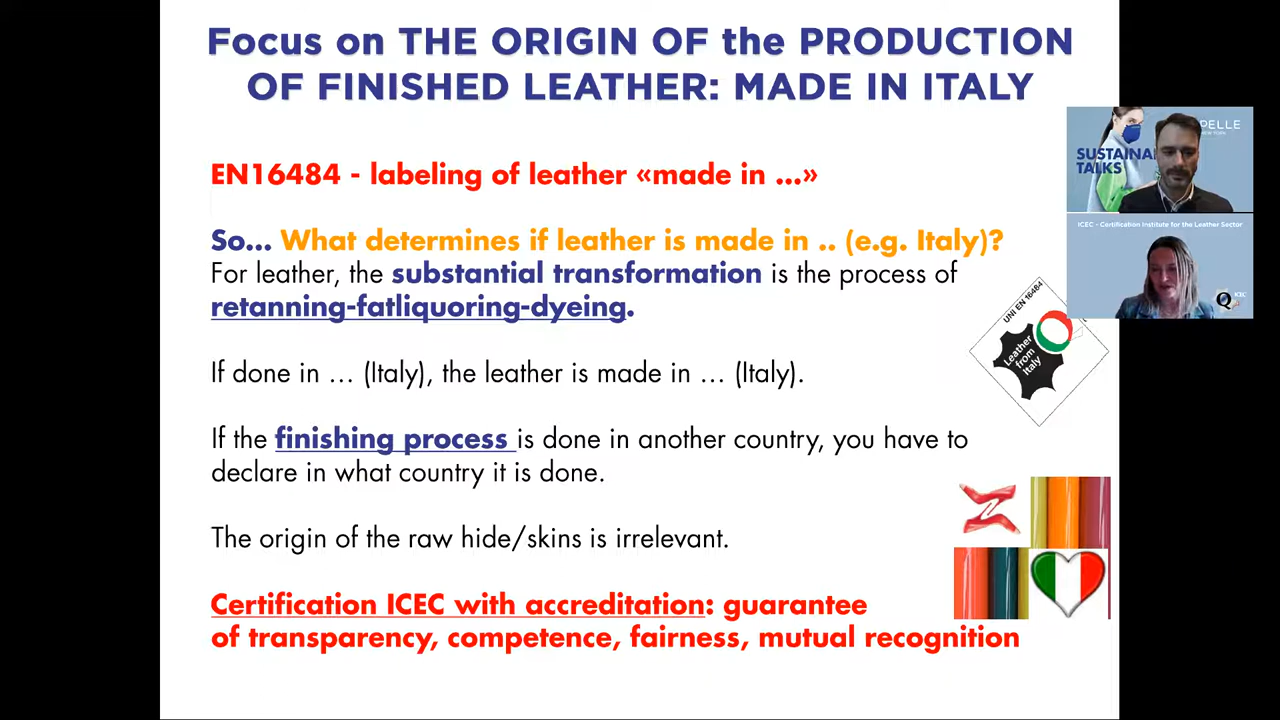 Focus on THE ORIGIN OF the PRODUCTION
OF FINISHED LEATHER: MADE IN ITALY
EN16484 - labeling of leather «made in ...»
So... What determines if leather is made in .. (e.g. Italy)?
For leather, the substantial transformation is the process of
retanning-fatliquoring-dyeing.
If done in ... (Italy), the leather is made in ... (Italy).
If the finishing process is done in another country, you have to
declare in what country it is done.
The origin of the raw hide/skins is irrelevant.
Certification ICEC with accreditation: guarantee
of transparency, competence, fairness, mutual recognition
PELLE
NEW YORK
SUSTAINA
TALKS
ICEC - Certification Institute for the Leather Sector
Q ICEC
UNI EN 16484
Leather
from
Italy